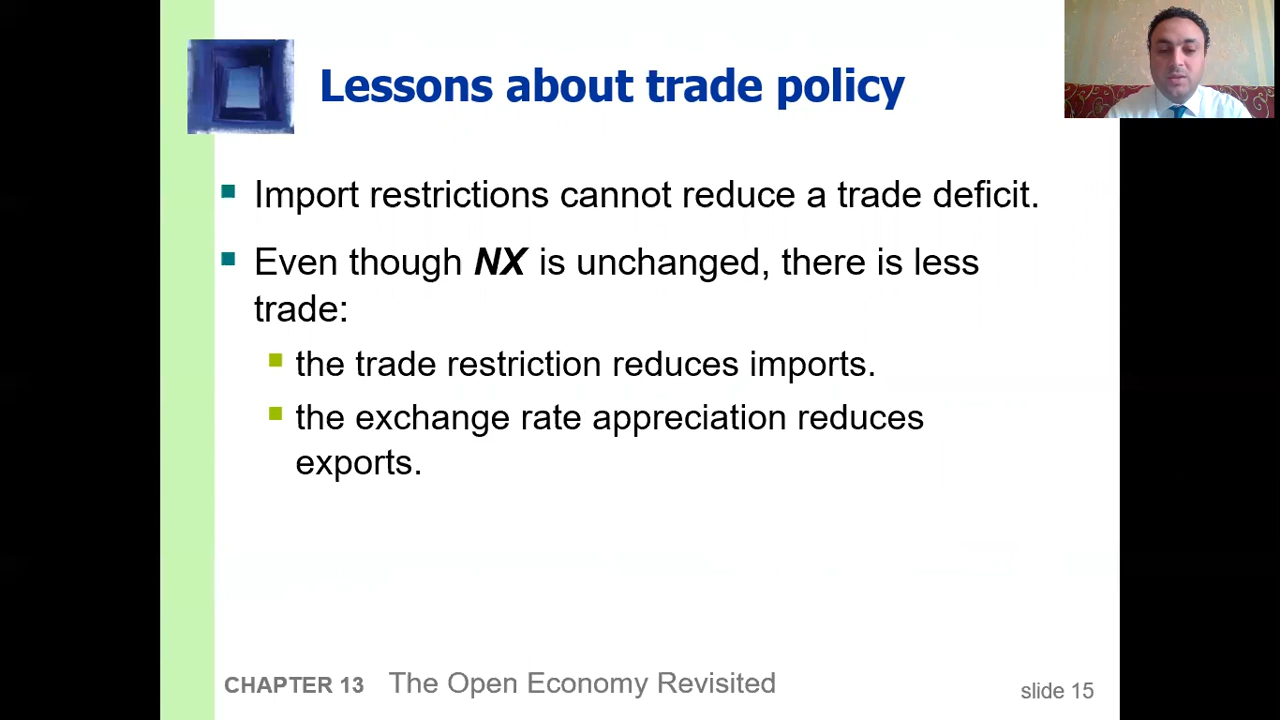 Lessons about trade policy
Import restrictions cannot reduce a trade deficit.
Even though NX is unchanged, there is less
trade:
the trade restriction reduces imports.
the exchange rate appreciation reduces
exports.
CHAPTER 13 The Open Economy Revisited
slide 15